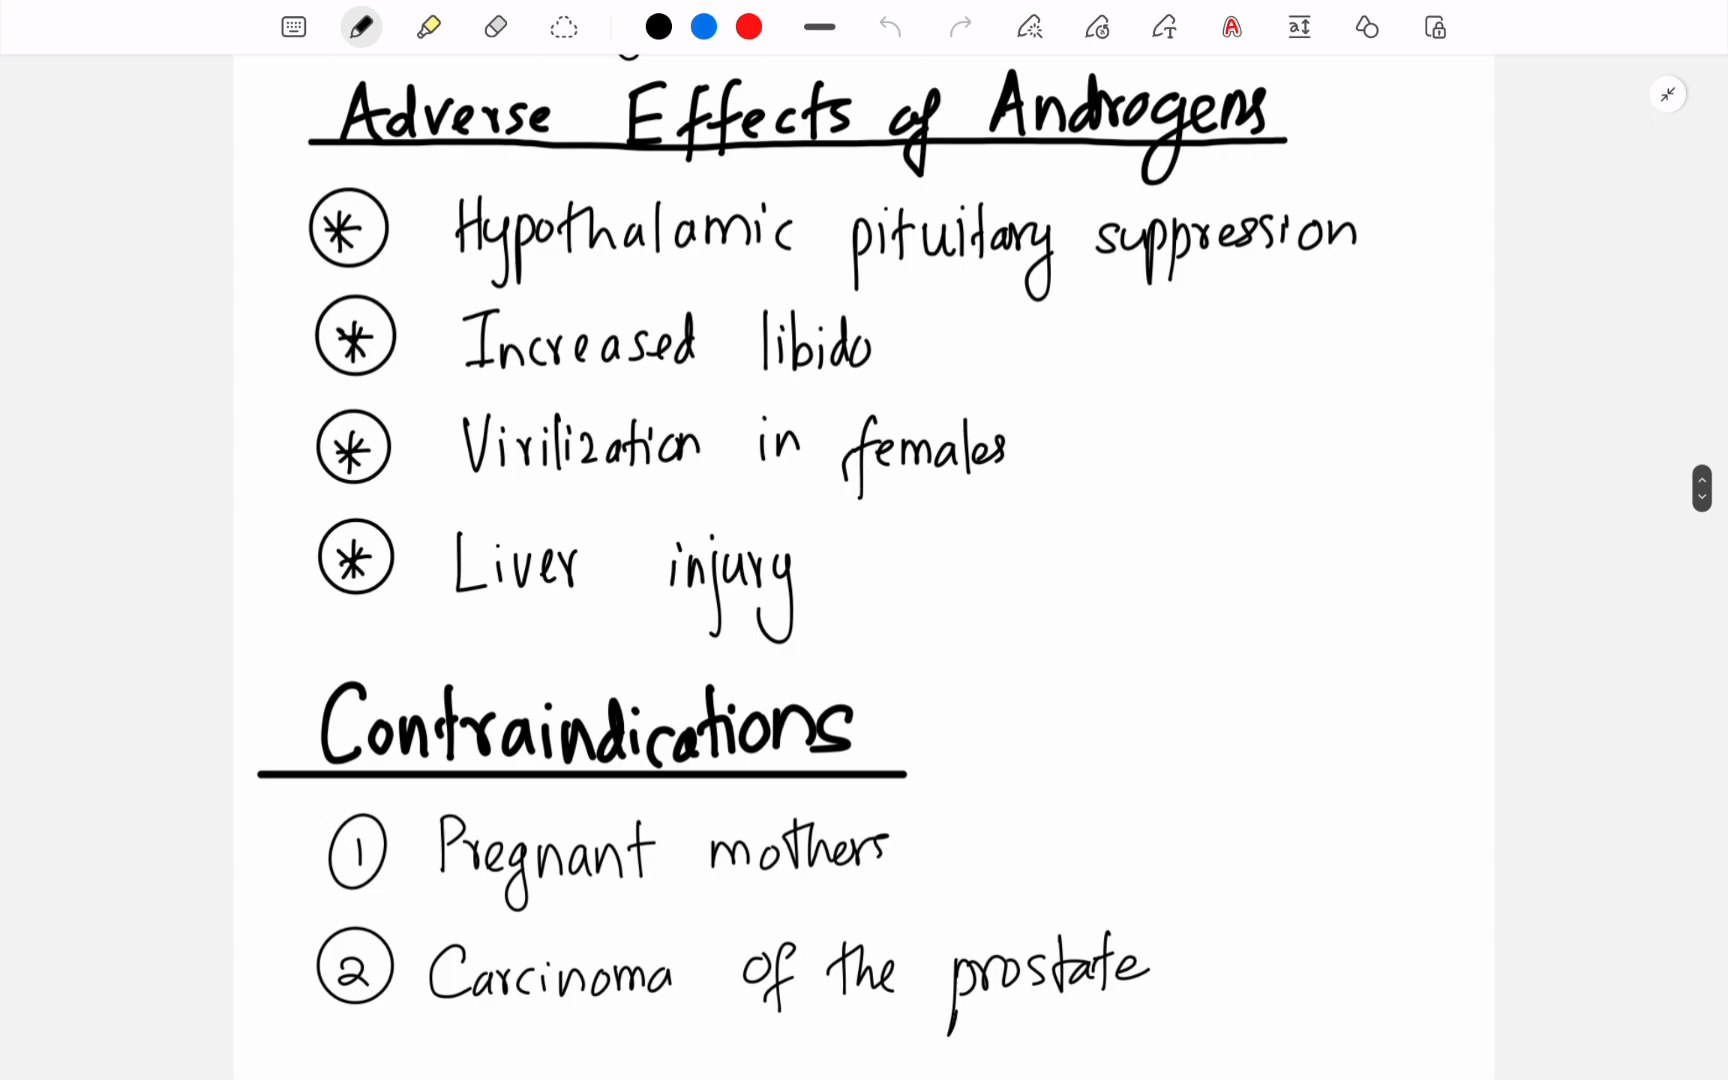 Adverse Effects of Androgens
* Hypothalamic pituitary suppression
* Increased libido
* Virilization in females
* Liver injury
Contraindications
1 Pregnant mothers
2 Carcinoma of the prostate